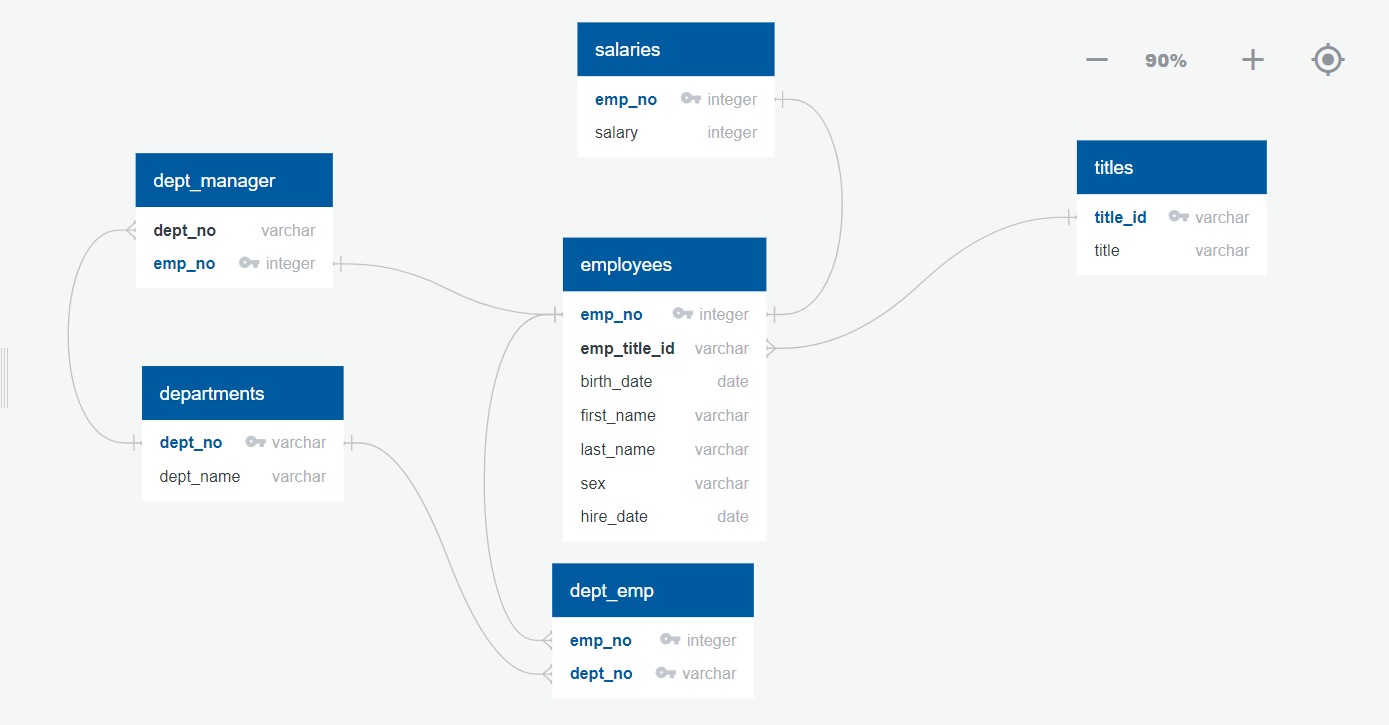 salaries
emp_no integer
salary integer
90%
titles
title_id varchar
title varchar
dept_manager
dept_no varchar
emp_no integer
employees
emp_no integer
emp_title_id varchar
birth_date date
first_name varchar
last_name varchar
sex varchar
hire_date date
departments
dept_no varchar
dept_name varchar
dept_emp
emp_no integer
dept_no varchar